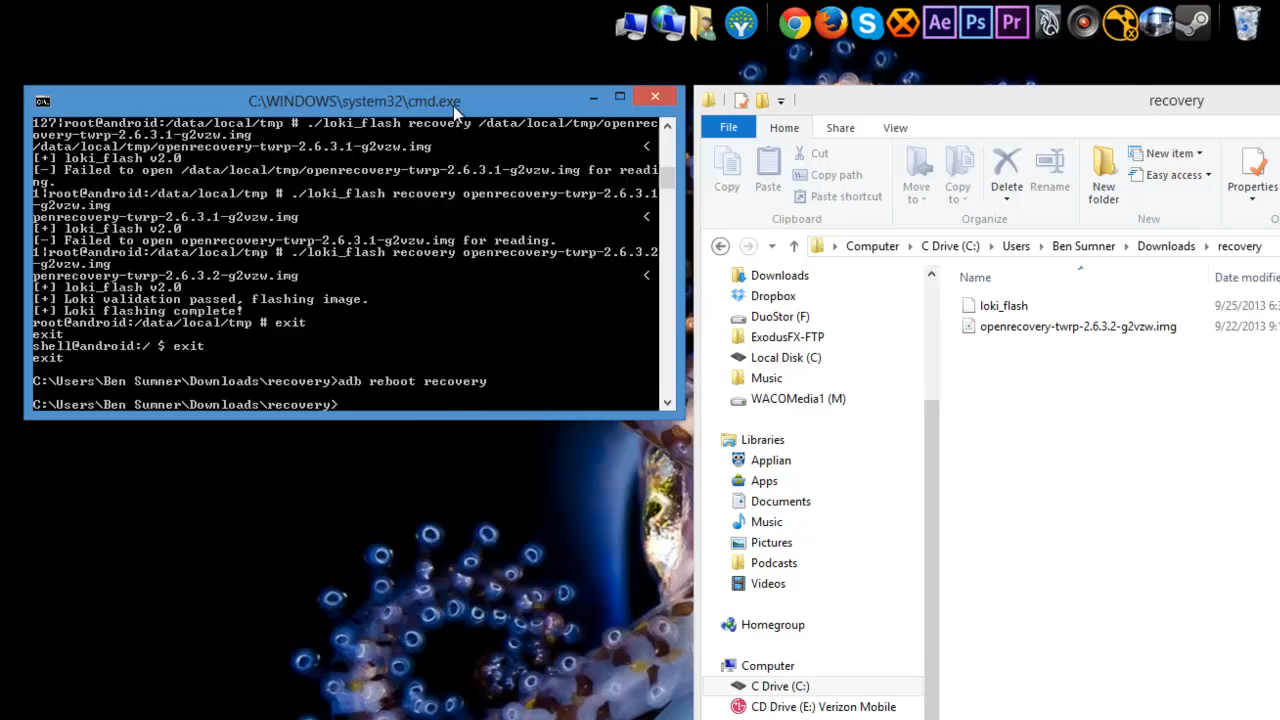 Ae Ps Pr
C:\WINDOWS\system32\cmd.exe
127|root@android:/data/local/tmp # ./loki_flash recovery /data/local/tmp/openrec
overy-twrp-2.6.3.1-g2vzw.img
/data/local/tmp/openrecovery-twrp-2.6.3.1-g2vzw.img <
[+] loki_flash v2.0
[-] Failed to open /data/local/tmp/openrecovery-twrp-2.6.3.1-g2vzw.img for readi
ng.
1|root@android:/data/local/tmp # ./loki_flash recovery openrecovery-twrp-2.6.3.1
-g2vzw.img
penrecovery-twrp-2.6.3.1-g2vzw.img <
[+] loki_flash v2.0
[-] Failed to open openrecovery-twrp-2.6.3.1-g2vzw.img for reading.
1|root@android:/data/local/tmp # ./loki_flash recovery openrecovery-twrp-2.6.3.2
-g2vzw.img
penrecovery-twrp-2.6.3.2-g2vzw.img <
[+] loki_flash v2.0
[+] Loki validation passed, flashing image.
[+] Loki flashing complete!
root@android:/data/local/tmp # exit
exit
shell@android:/ $ exit
exit
C:\Users\Ben Sumner\Downloads\recovery>adb reboot recovery
C:\Users\Ben Sumner\Downloads\recovery>
recovery
File Home Share View
Copy Paste
Cut
Copy path
Paste shortcut
Clipboard
Move to
Copy to
Delete
Rename
Organize
New folder
New item
Easy access
New
Properties
Computer C Drive (C:) Users Ben Sumner Downloads recovery
Downloads
Dropbox
DuoStor (F)
ExodusFX-FTP
Local Disk (C)
Music
WACOMedia1 (M)
Libraries
Applian
Apps
Documents
Music
Pictures
Podcasts
Videos
Homegroup
Computer
C Drive (C:)
CD Drive (E:) Verizon Mobile
Name Date modifie
loki_flash 9/25/2013 6:3
openrecovery-twrp-2.6.3.2-g2vzw.img 9/22/2013 9:1